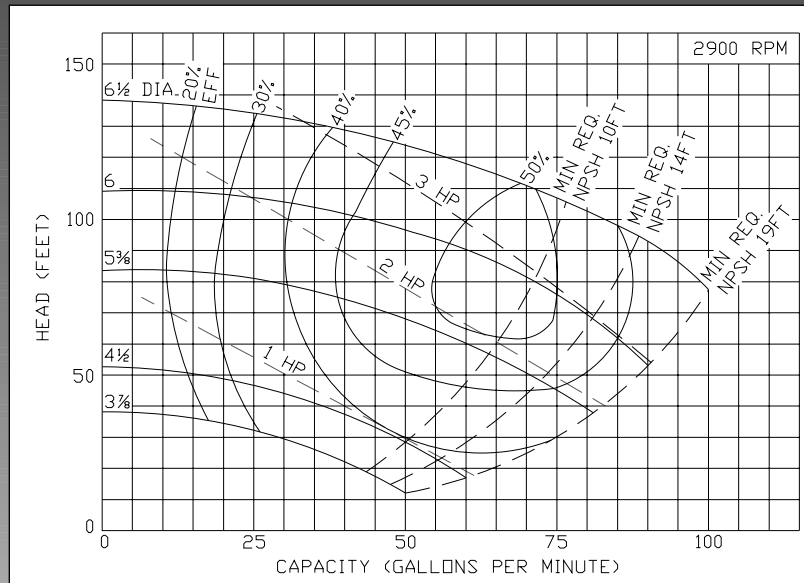 2900 RPM
150
100
50
0
HEAD (FEET)
6½ DIA.
6
5⅜
4½
3⅞
20% EFF
30%
40%
45%
50%
3 HP
2 HP
1 HP
MIN REQ. NPSH 10FT
MIN REQ. NPSH 14FT
MIN REQ. NPSH 19FT
0 25 50 75 100
CAPACITY (GALLONS PER MINUTE)